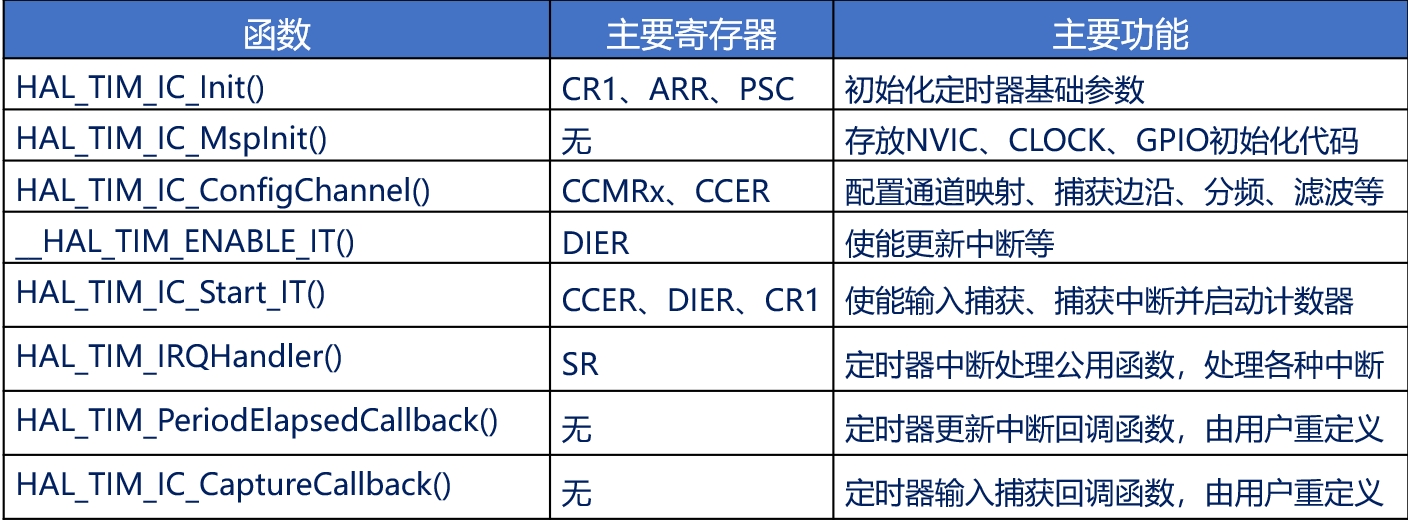 函数 主要寄存器 主要功能
HAL_TIM_IC_Init() CR1、ARR、PSC 初始化定时器基础参数
HAL_TIM_IC_MspInit() 无 存放NVIC、CLOCK、GPIO初始化代码
HAL_TIM_IC_ConfigChannel() CCMRx、CCER 配置通道映射、捕获边沿、分频、滤波等
__HAL_TIM_ENABLE_IT() DIER 使能更新中断等
HAL_TIM_IC_Start_IT() CCER、DIER、CR1 使能输入捕获、捕获中断并启动计数器
HAL_TIM_IRQHandler() SR 定时器中断处理公用函数，处理各种中断
HAL_TIM_PeriodElapsedCallback() 无 定时器更新中断回调函数，由用户重定义
HAL_TIM_IC_CaptureCallback() 无 定时器输入捕获回调函数，由用户重定义